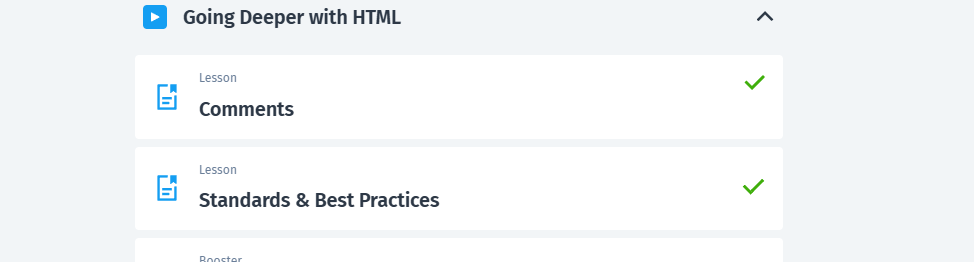 Going Deeper with HTML
Lesson
Comments
Lesson
Standards & Best Practices
Booster